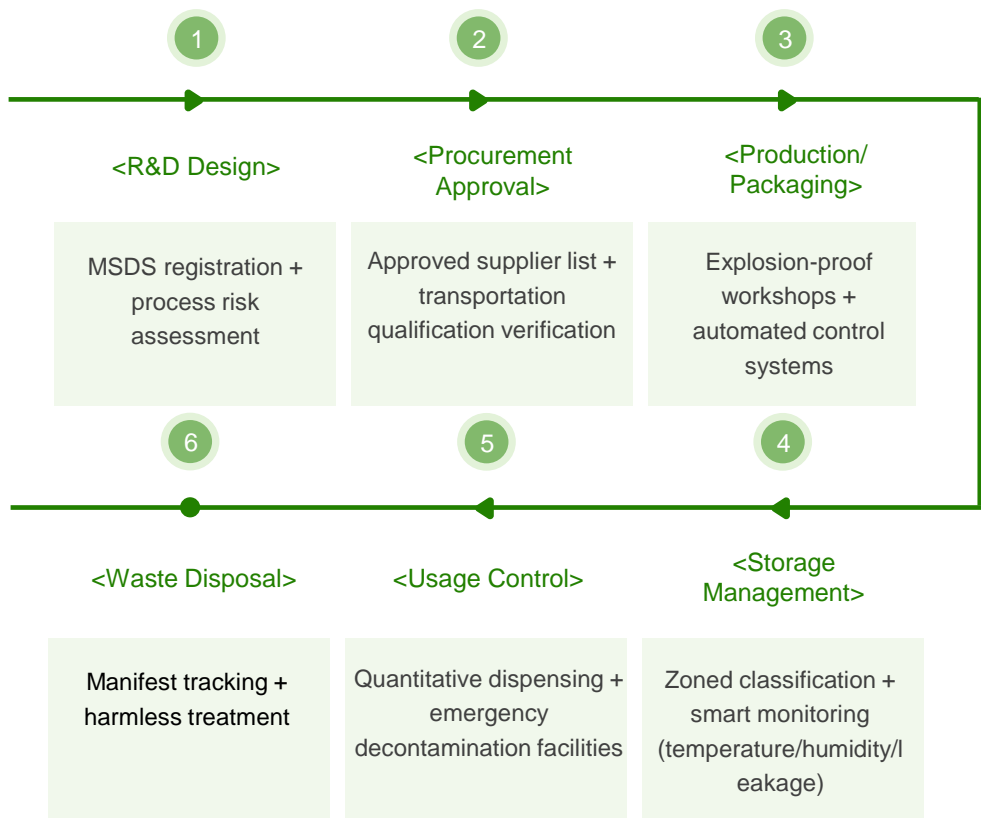 1
2
3
<R&D Design>
<Procurement
Approval>
<Production/
Packaging>
MSDS registration +
process risk
assessment
Approved supplier list +
transportation
qualification verification
Explosion-proof
workshops +
automated control
systems
6
5
4
<Waste Disposal>
<Usage Control>
<Storage
Management>
Manifest tracking +
harmless treatment
Quantitative dispensing +
emergency
decontamination facilities
Zoned classification +
smart monitoring
(temperature/humidity/l
eakage)